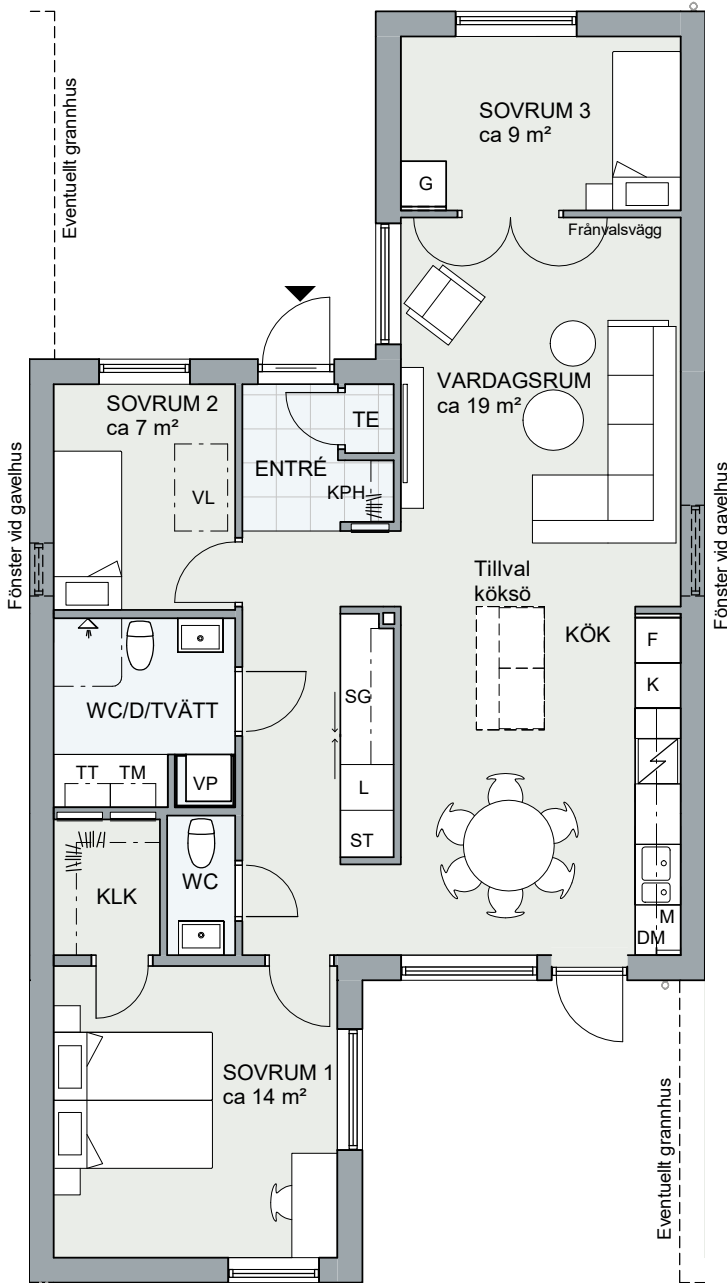 SOVRUM 3
ca 9 m²
G
Frånvalsvägg
Eventuellt grannhus
VARDAGSRUM
ca 19 m²
SOVRUM 2
ca 7 m²
VL
TE
ENTRÉ
KPH
Fönster vid gavelhus
Fönster vid gavelhus
Tillval
köksö
KÖK
F
K
WC/D/TVÄTT
SG
TT
TM
VP
L
ST
KLK
WC
M
DM
SOVRUM 1
ca 14 m²
Eventuellt grannhus